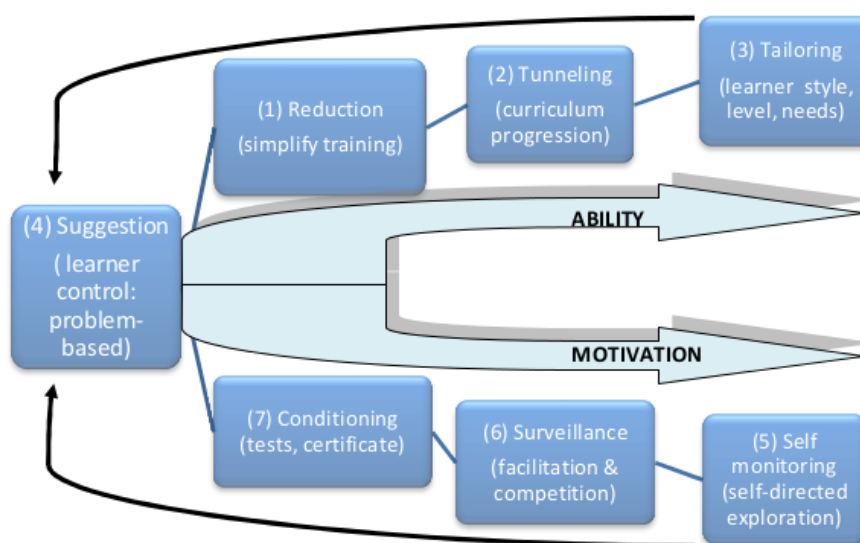 (1) Reduction
(simplify training)
(2) Tunneling
(curriculum
progression)
(3) Tailoring
(learner style,
level, needs)
(4) Suggestion
( learner
control:
problem-
based)
ABILITY
MOTIVATION
(7) Conditioning
(tests, certificate)
(6) Surveillance
(facilitation &
competition)
(5) Self
monitoring
(self-directed
exploration)